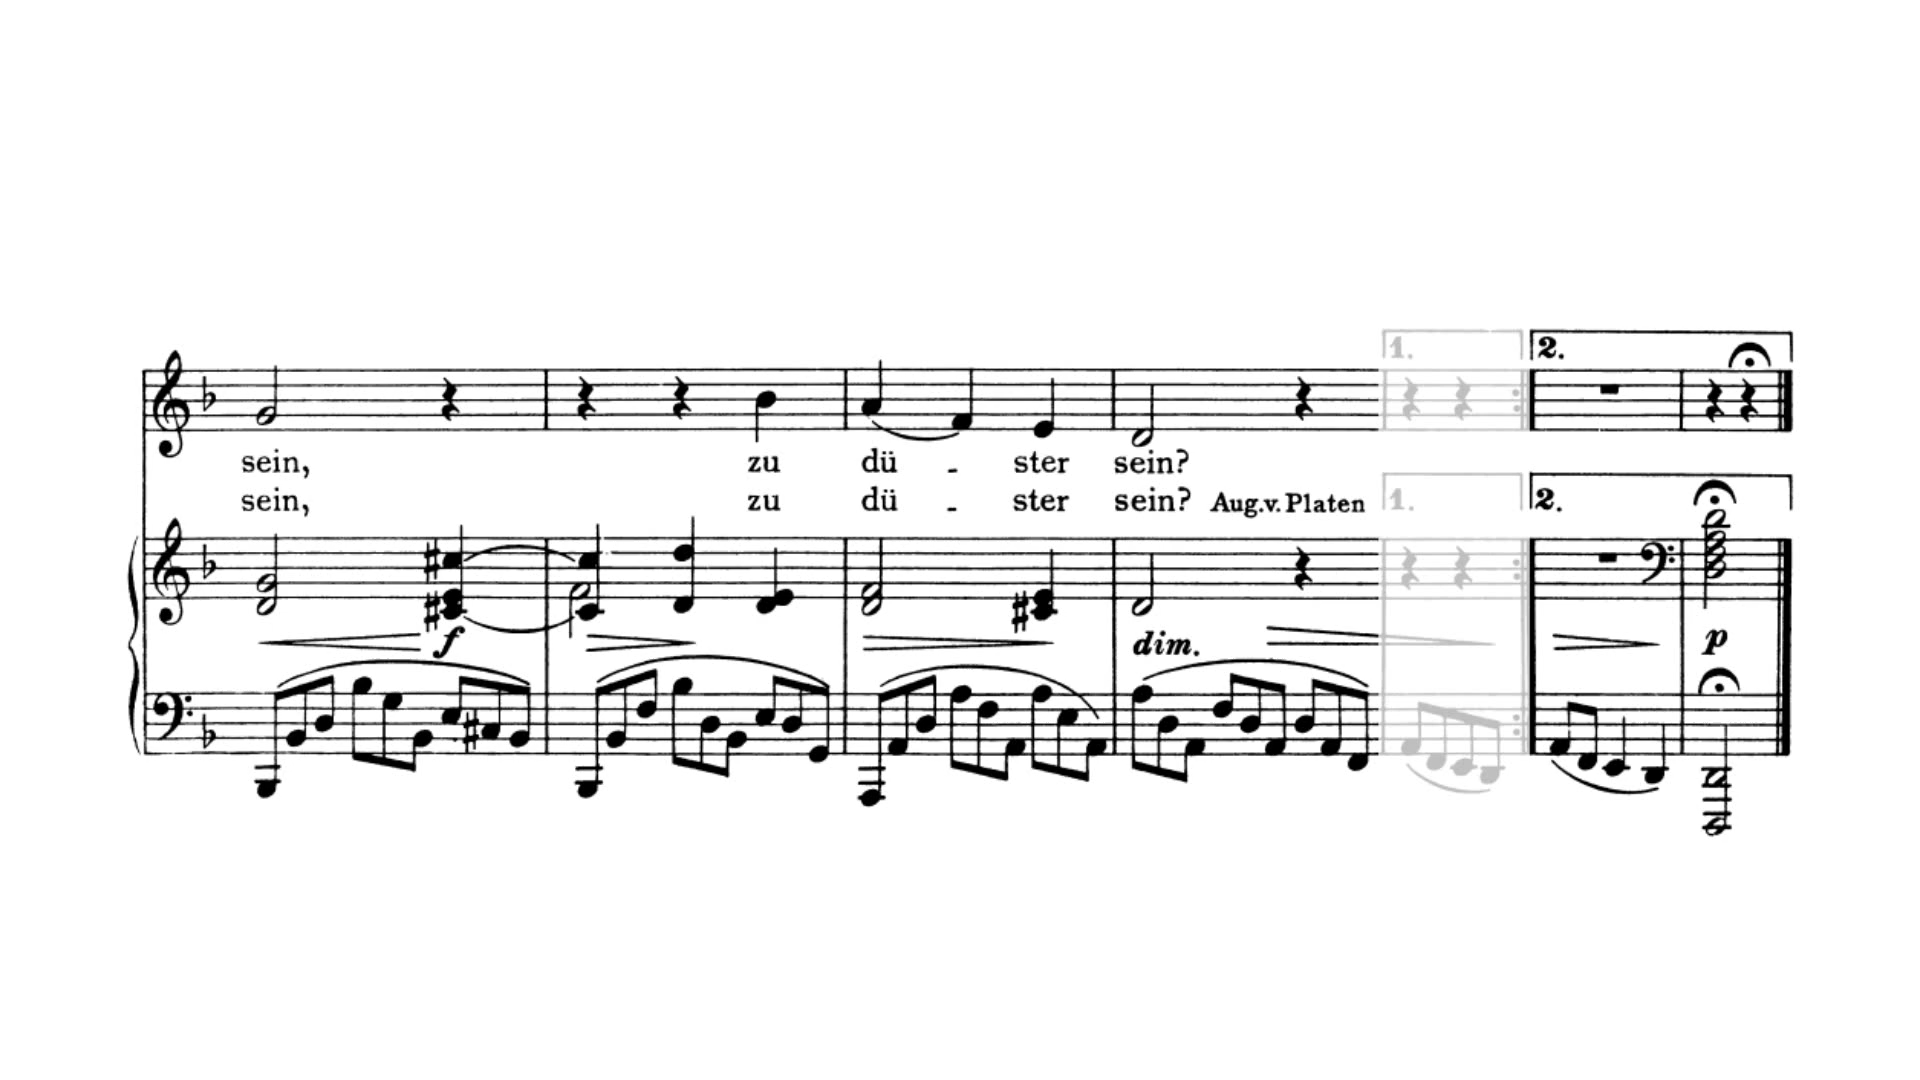 1. 2.
sein, zu dü - ster sein?
sein, zu dü - ster sein? Aug. v. Platen 1. 2.
f dim. p